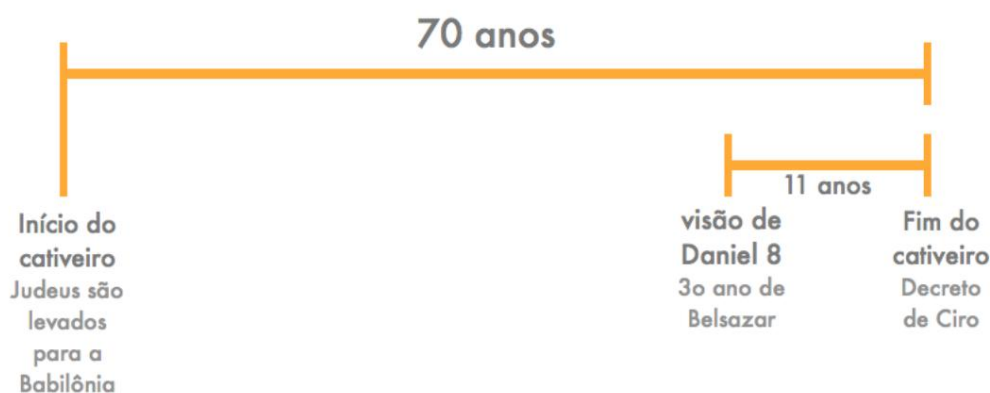 70 anos
11 anos
Início do
cativeiro
Judeus são
levados
para a
Babilônia
visão de
Daniel 8
3o ano de
Belsazar
Fim do
cativeiro
Decreto
de Ciro